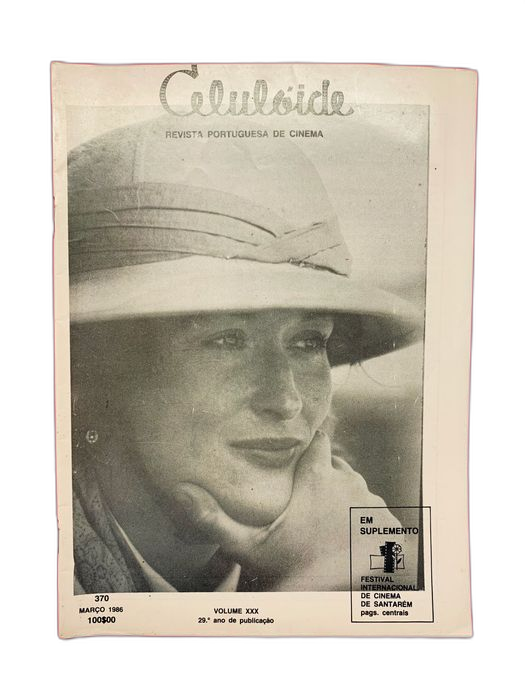 Celulóide
REVISTA PORTUGUESA DE CINEMA
EM
SUPLEMENTO
FESTIVAL
INTERNACIONAL
DE CINEMA
DE SANTARÉM
pags. centrais
370
MARÇO 1986
100$00
VOLUME XXX
29.º ano de publicação